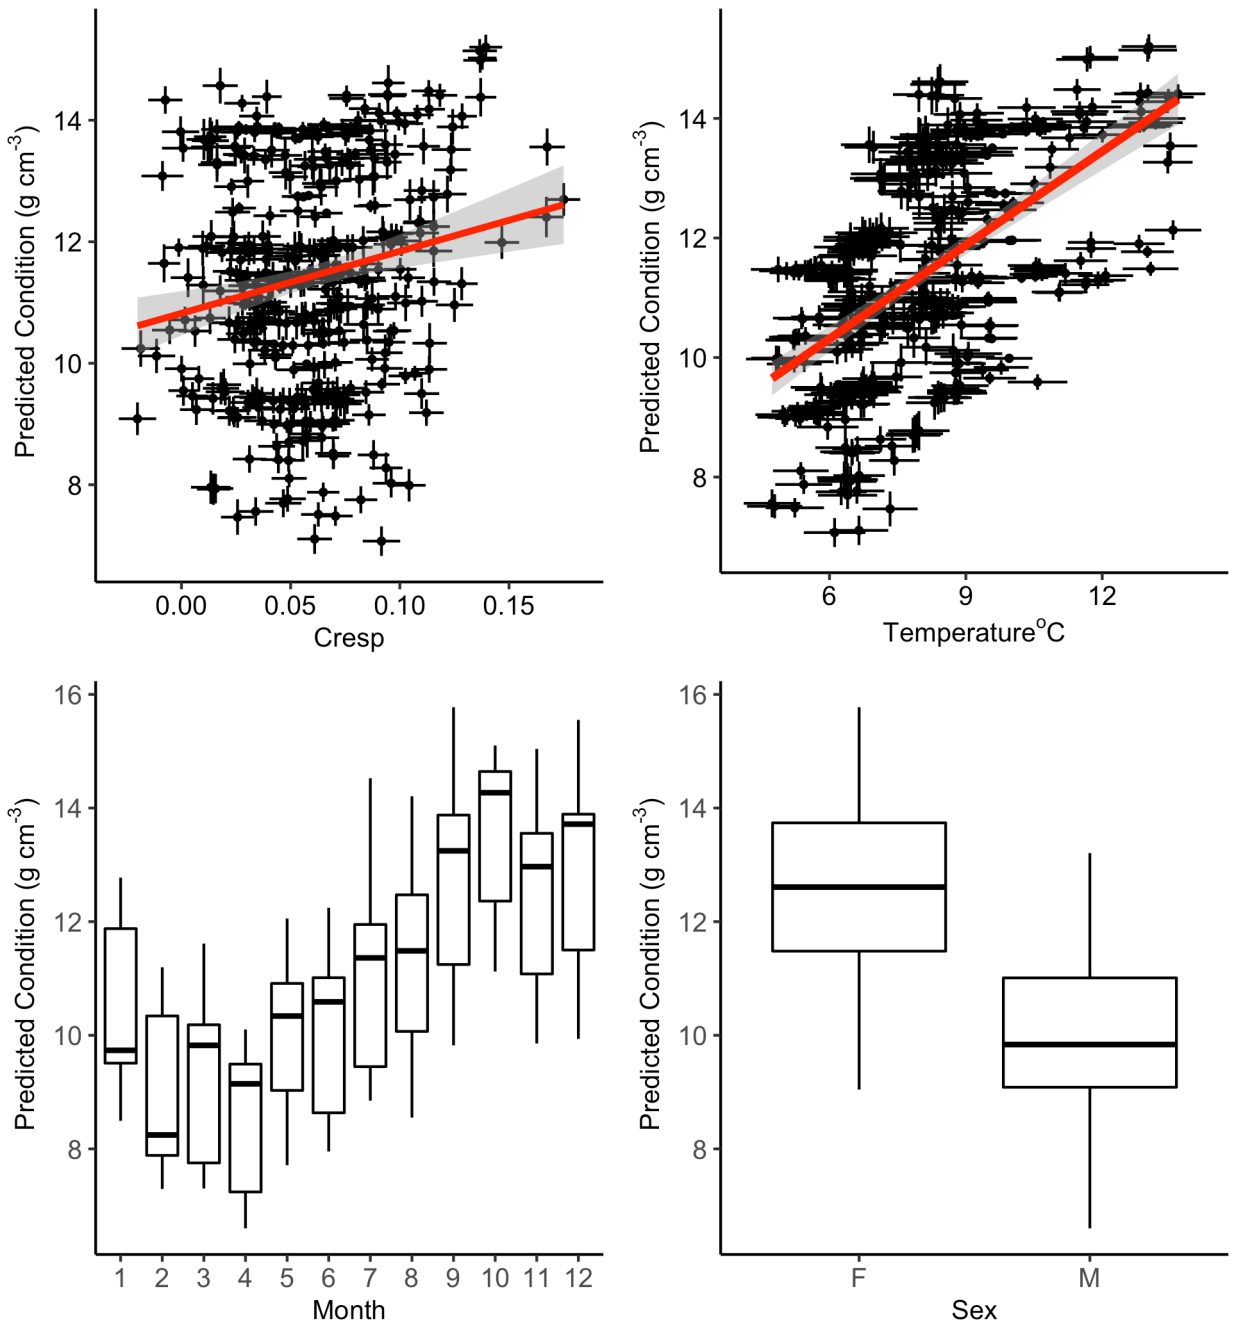 Predicted Condition (g cm-3)
14
12
10
8
0.00 0.05 0.10 0.15
Cresp
Predicted Condition (g cm-3)
14
12
10
8
6 9 12
TemperatureoC
Predicted Condition (g cm-3)
16
14
12
10
8
1 2 3 4 5 6 7 8 9 10 11 12
Month
Predicted Condition (g cm-3)
16
14
12
10
8
F M
Sex